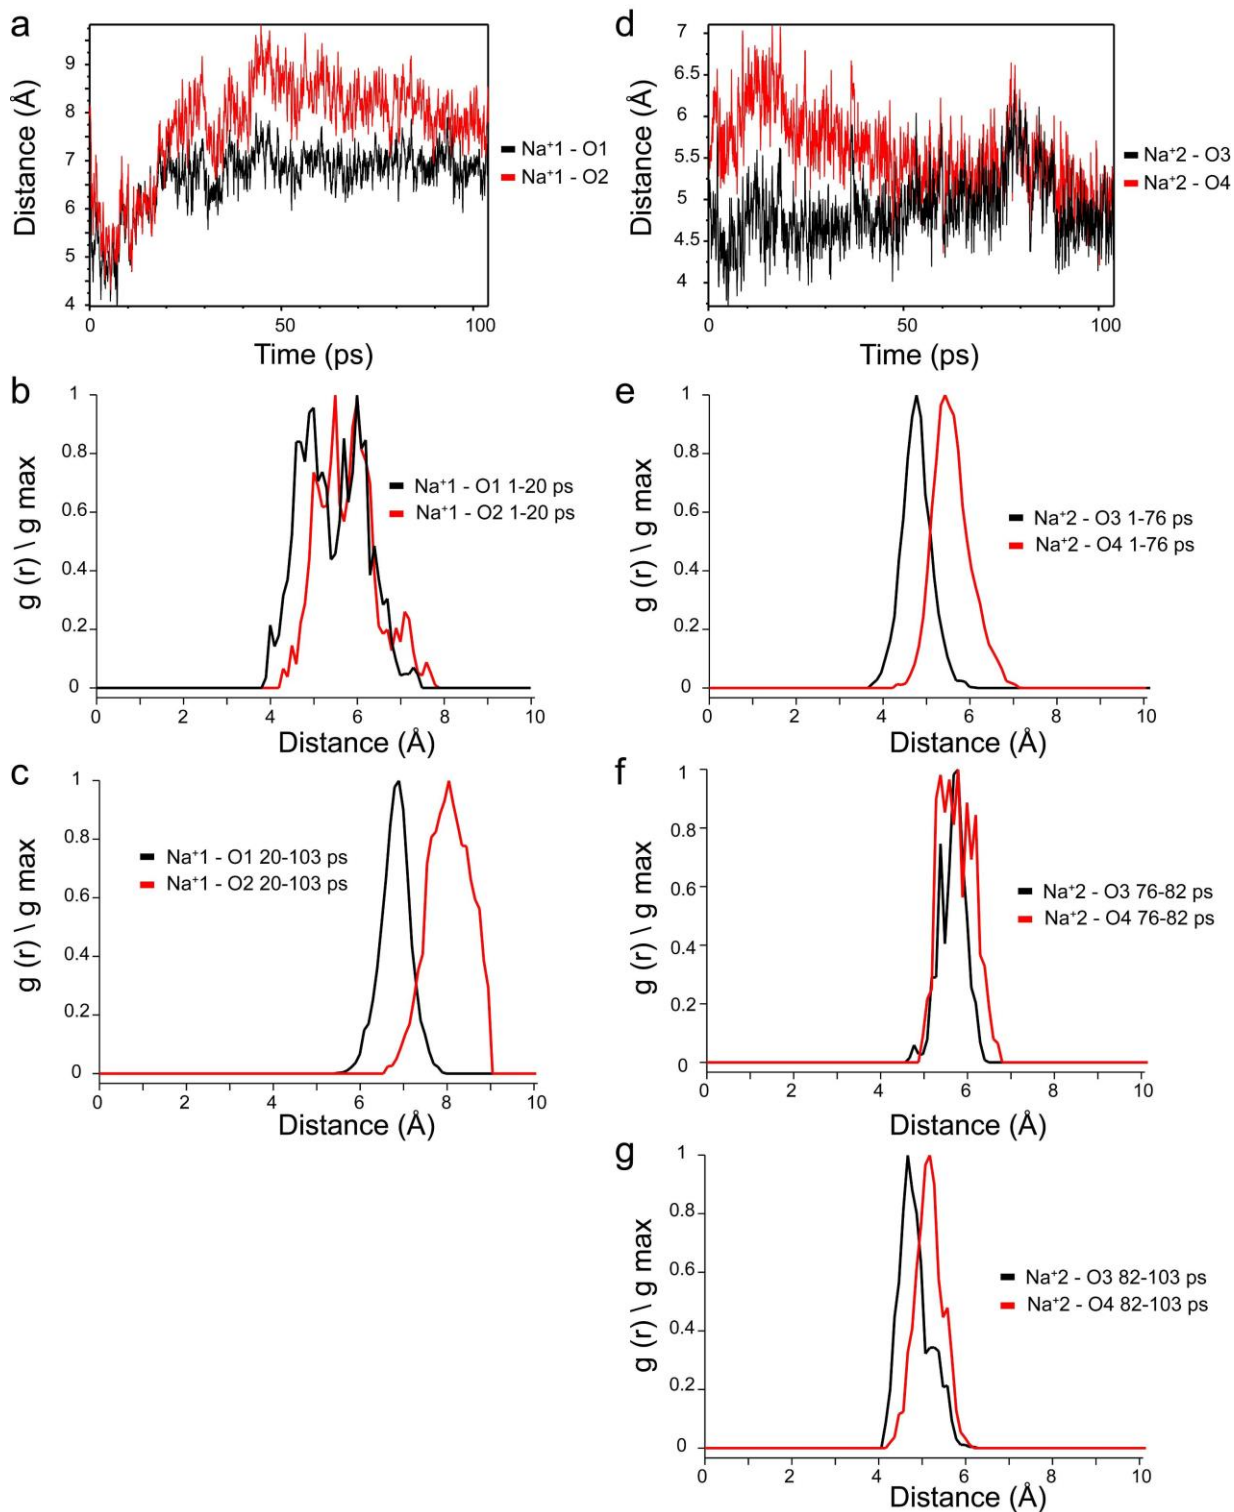 a
Distance (Å)
9
8
7
6
5
4
0
50
100
Time (ps)
Na⁺1 - O1
Na⁺1 - O2
d
Distance (Å)
7
6.5
6
5.5
5
4.5
4
0
50
100
Time (ps)
Na⁺2 - O3
Na⁺2 - O4
b
g (r) \ g max
1
0.8
0.6
0.4
0.2
0
0 2 4 6 8 10
Distance (Å)
Na⁺1 - O1 1-20 ps
Na⁺1 - O2 1-20 ps
e
g (r) \ g max
1
0.8
0.6
0.4
0.2
0
0 2 4 6 8 10
Distance (Å)
Na⁺2 - O3 1-76 ps
Na⁺2 - O4 1-76 ps
c
g (r) \ g max
1
0.8
0.6
0.4
0.2
0
0 2 4 6 8 10
Distance (Å)
Na⁺1 - O1 20-103 ps
Na⁺1 - O2 20-103 ps
f
g (r) \ g max
1
0.8
0.6
0.4
0.2
0
0 2 4 6 8 10
Distance (Å)
Na⁺2 - O3 76-82 ps
Na⁺2 - O4 76-82 ps
g
g (r) \ g max
1
0.8
0.6
0.4
0.2
0
0 2 4 6 8 10
Distance (Å)
Na⁺2 - O3 82-103 ps
Na⁺2 - O4 82-103 ps